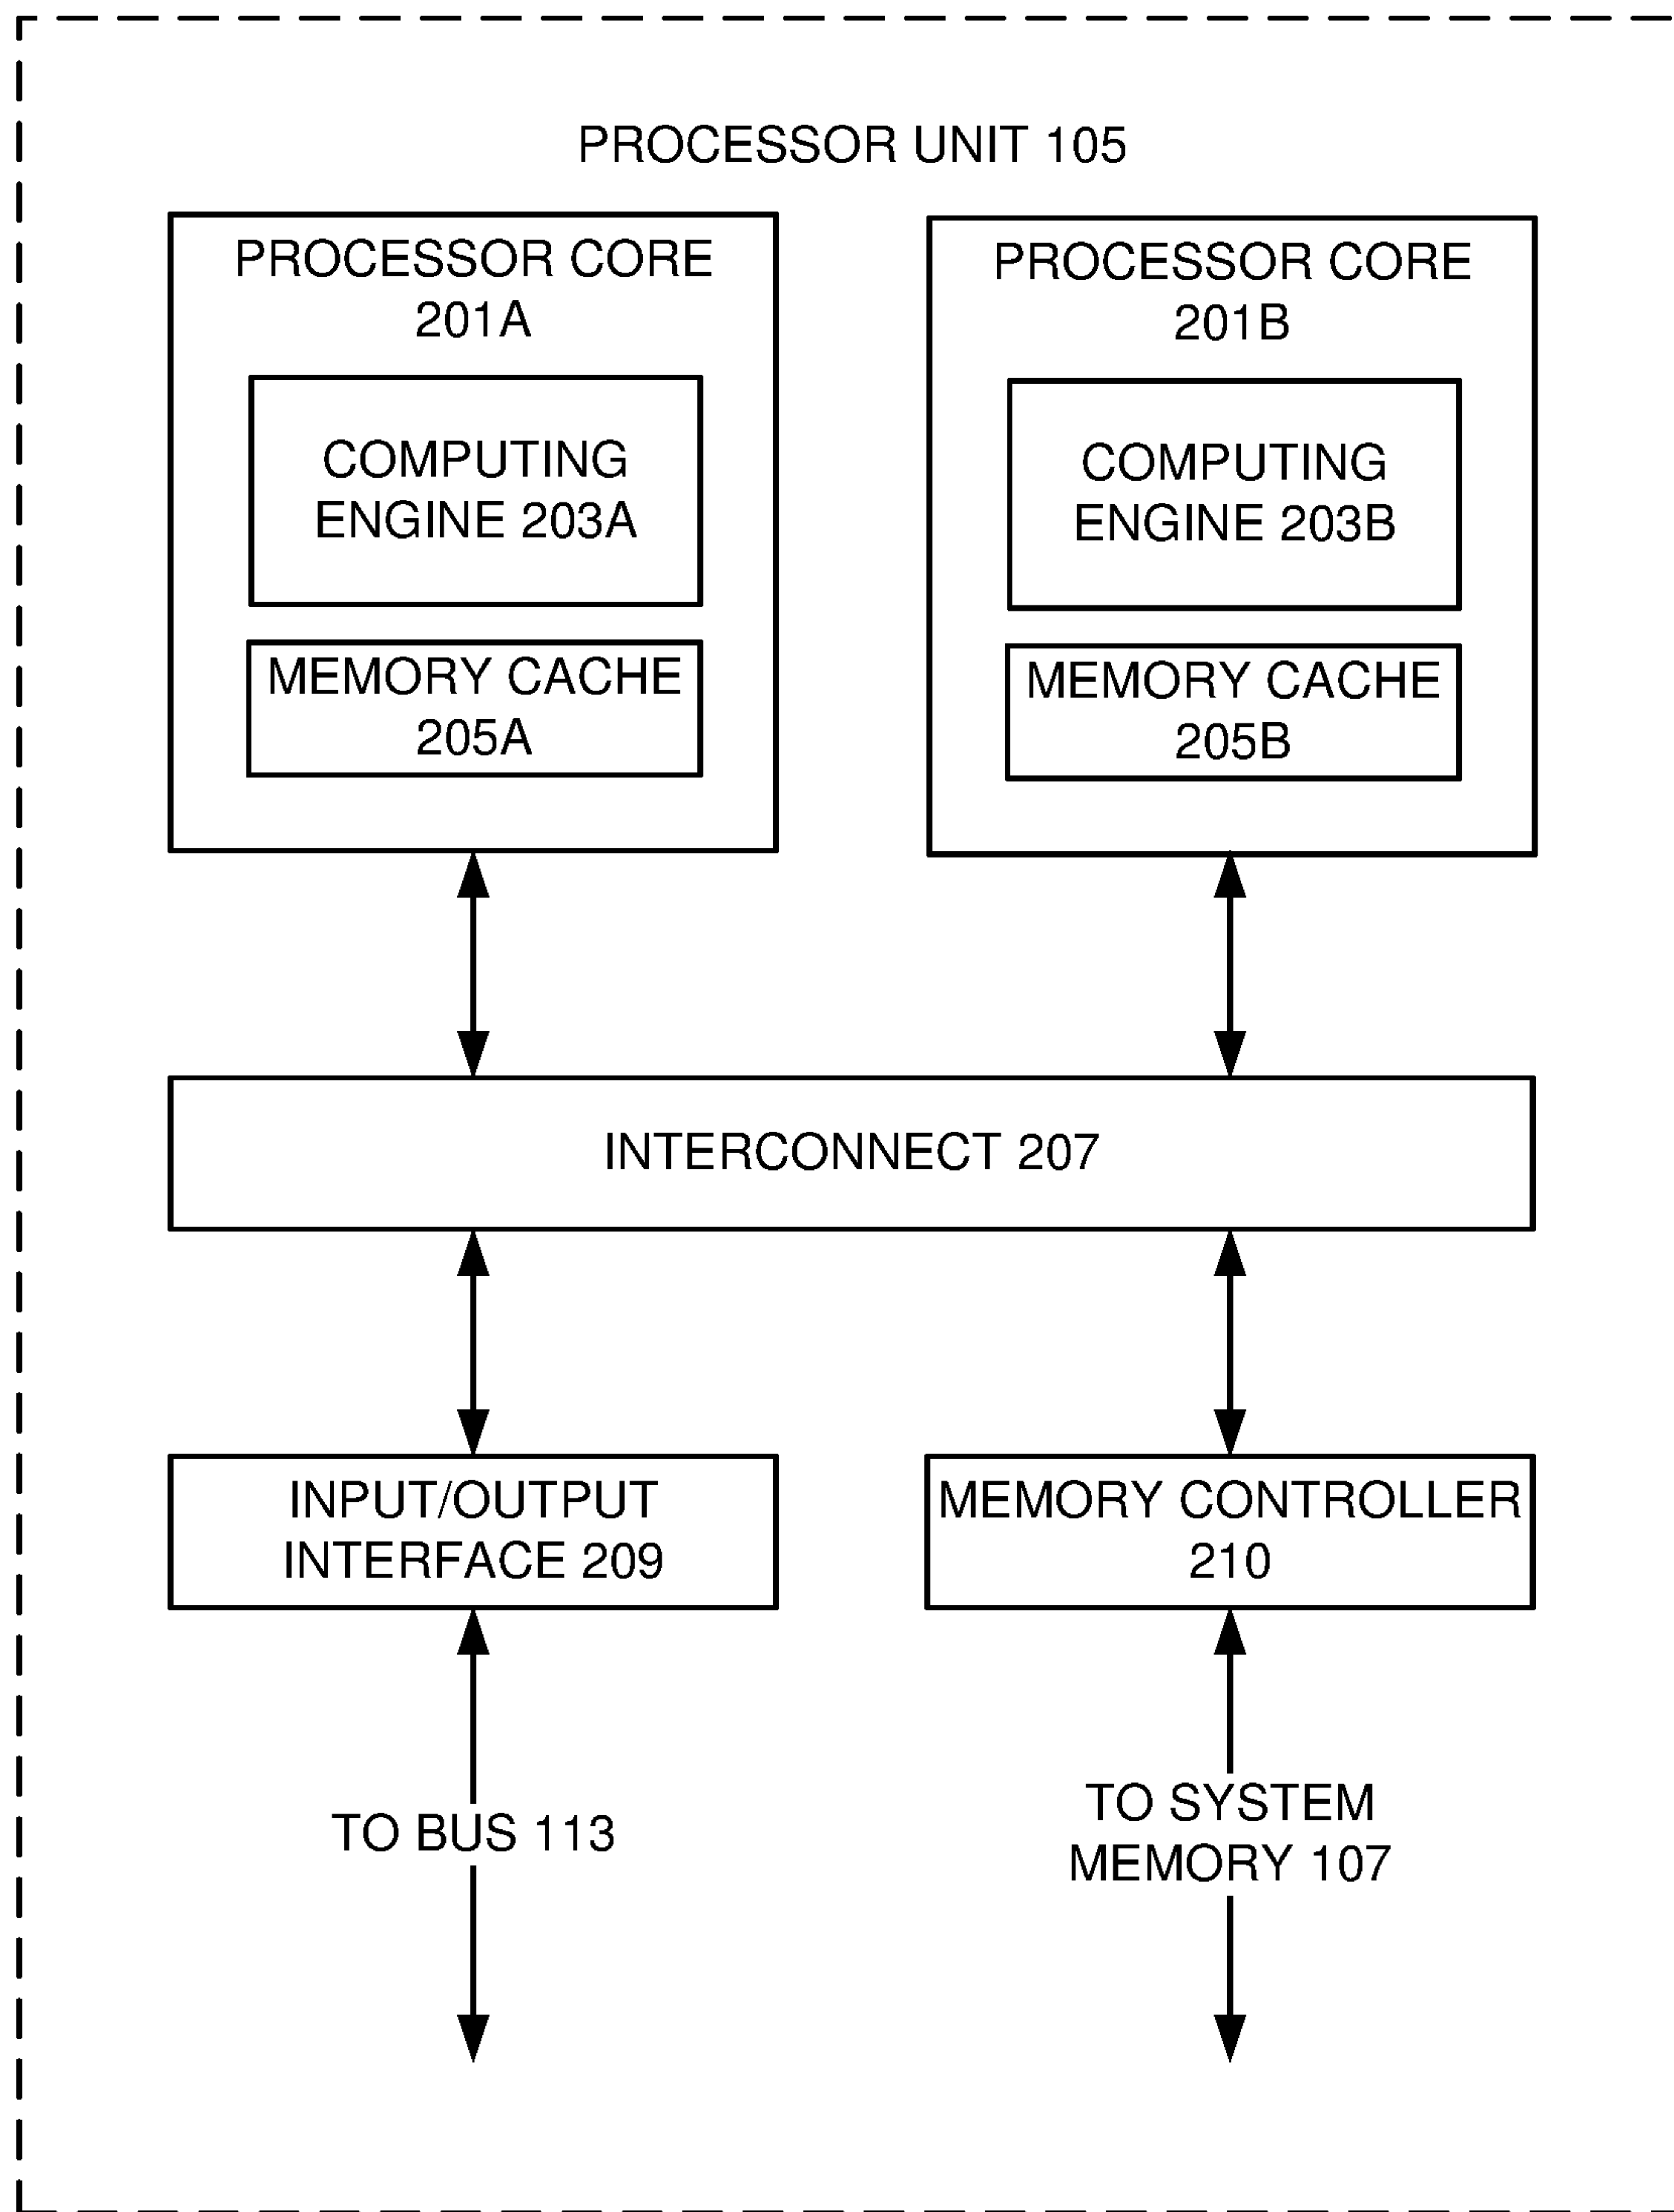 PROCESSOR UNIT 105
PROCESSOR CORE
201A
COMPUTING
ENGINE 203A
MEMORY CACHE
205A
PROCESSOR CORE
201B
COMPUTING
ENGINE 203B
MEMORY CACHE
205B
INTERCONNECT 207
INPUT/OUTPUT
INTERFACE 209
MEMORY CONTROLLER
210
TO BUS 113
TO SYSTEM
MEMORY 107